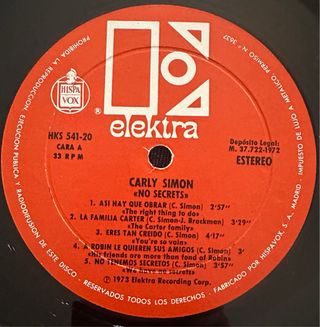 PROHIBIDA LA REPRODUCCION, EJECUCION PUBLICA Y RADIODIFUSION DE ESTE DISCO
IMPUESTO DE LUJO A METALICO, PERMISO Nº 3637
HISPA
VOX
®
elektra
HKS 541-20
CARA A
33 RPM
Depósito Legal:
M. 37.722-1972
ESTEREO
CARLY SIMON
«NO SECRETS»
1. ASI HAY QUE OBRAR (C. Simon) 2'57"
«The right thing to do»
2. LA FAMILIA CARTER (C. Simon-J. Brackman) 3'29"
«The Carter family»
3. ERES TAN CREIDO (C. Simon) 4'17"
«You're so vain»
4. A ROBIN LE QUIEREN SUS AMIGOS (C. Simon) 3'
«His friends are more than fond of Robin»
5. NO TENEMOS SECRETOS (C. Simon) 3'57"
«We have no secrets»
℗ 1973 Elektra Recording Corp.
RESERVADOS TODOS LOS DERECHOS - FABRICADO POR HISPAVOX, S. A. MADRID